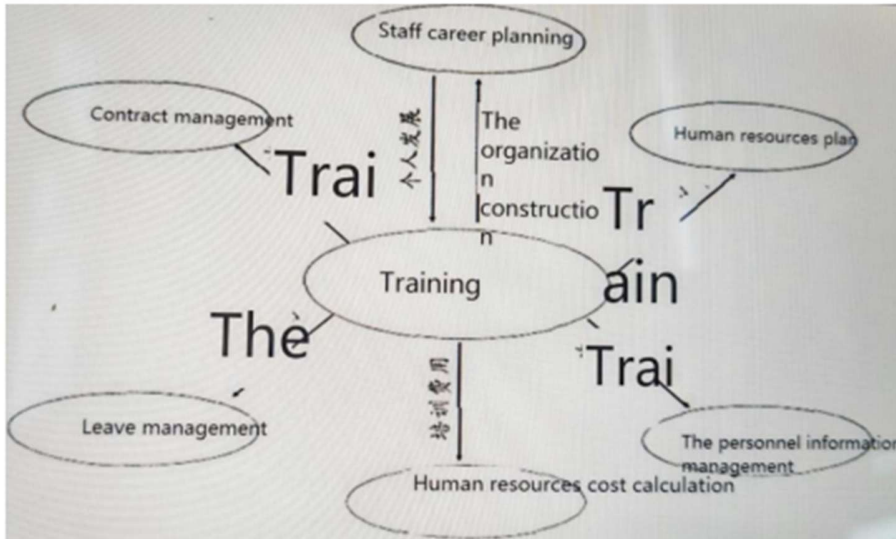 Staff career planning
Contract management
个人发展
The
organizatio
n
constructio
n
Human resources plan
Trai
Tr
ain
Training
The
Trai
培训费用
Leave management
The personnel information
management
Human resources cost calculation